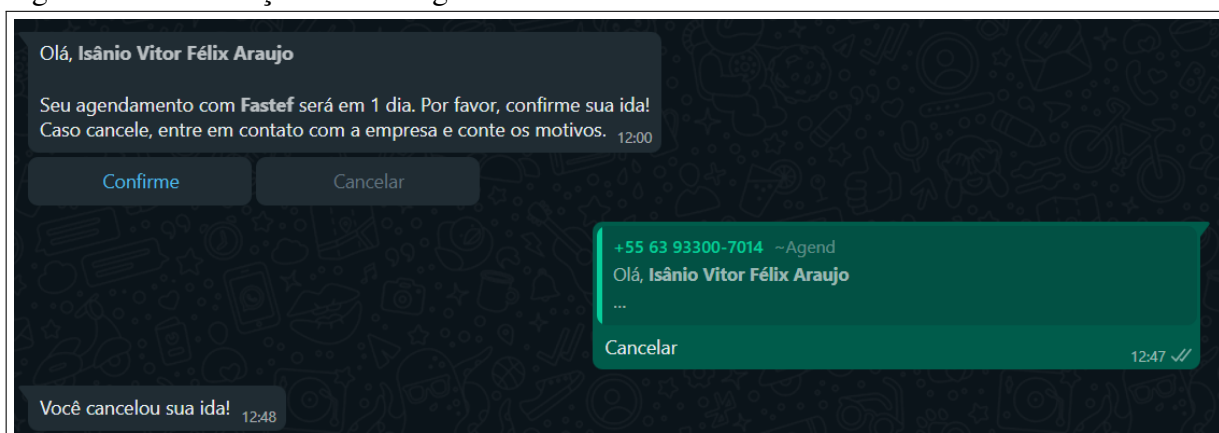 Olá, Isânio Vitor Félix Araujo
Seu agendamento com Fastef será em 1 dia. Por favor, confirme sua ida!
Caso cancele, entre em contato com a empresa e conte os motivos. 12:00
Confirme
Cancelar
+55 63 93300-7014 ~Agend
Olá, Isânio Vitor Félix Araujo
...
Cancelar
12:47
Você cancelou sua ida! 12:48